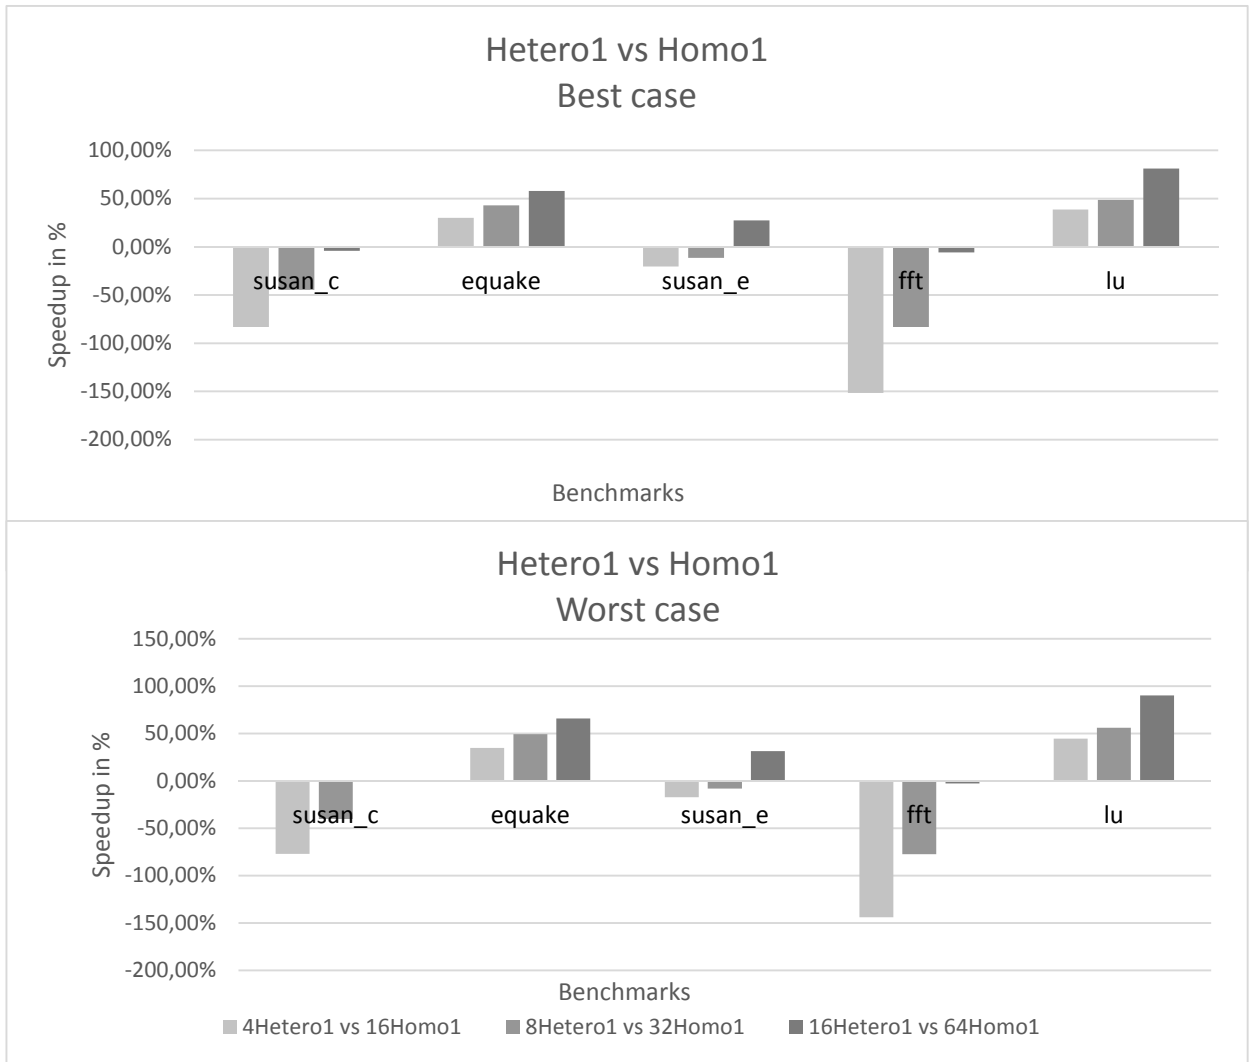 Hetero1 vs Homo1
Best case
100,00%
50,00%
0,00%
-50,00%
-100,00%
-150,00%
-200,00%
Speedup in %
susan_c equake susan_e fft lu
Benchmarks
Hetero1 vs Homo1
Worst case
150,00%
100,00%
50,00%
0,00%
-50,00%
-100,00%
-150,00%
-200,00%
Speedup in %
susan_c equake susan_e fft lu
Benchmarks
4Hetero1 vs 16Homo1 8Hetero1 vs 32Homo1 16Hetero1 vs 64Homo1